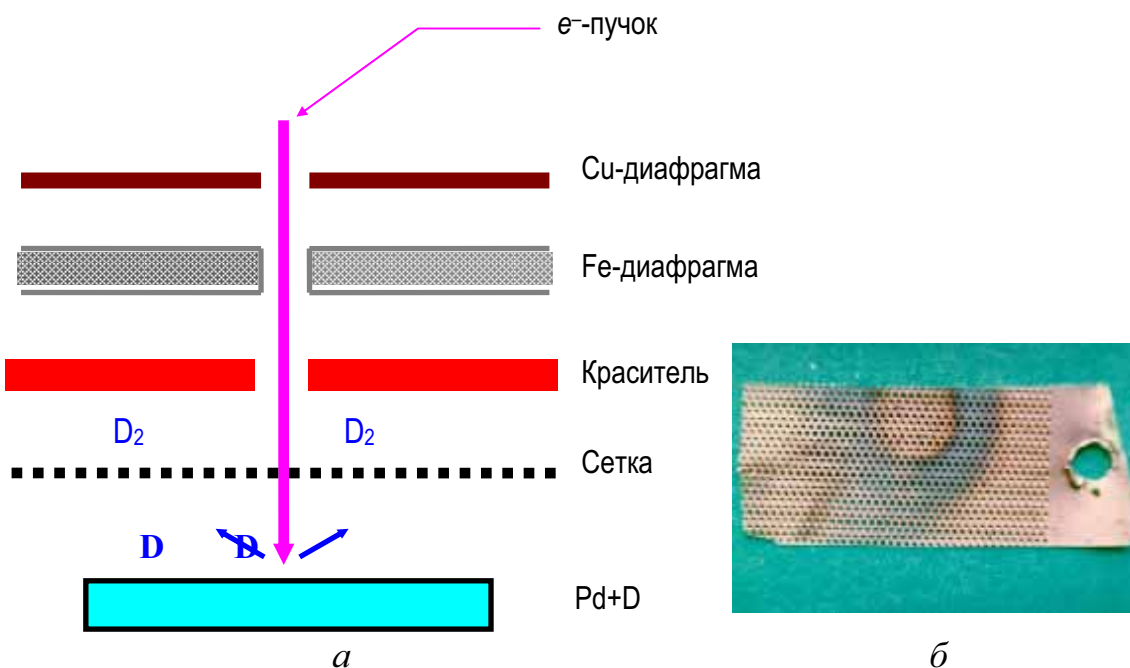 e⁻-пучок
Cu-диафрагма
Fe-диафрагма
Краситель
D₂ D₂
Сетка
D D
Pd+D
а б